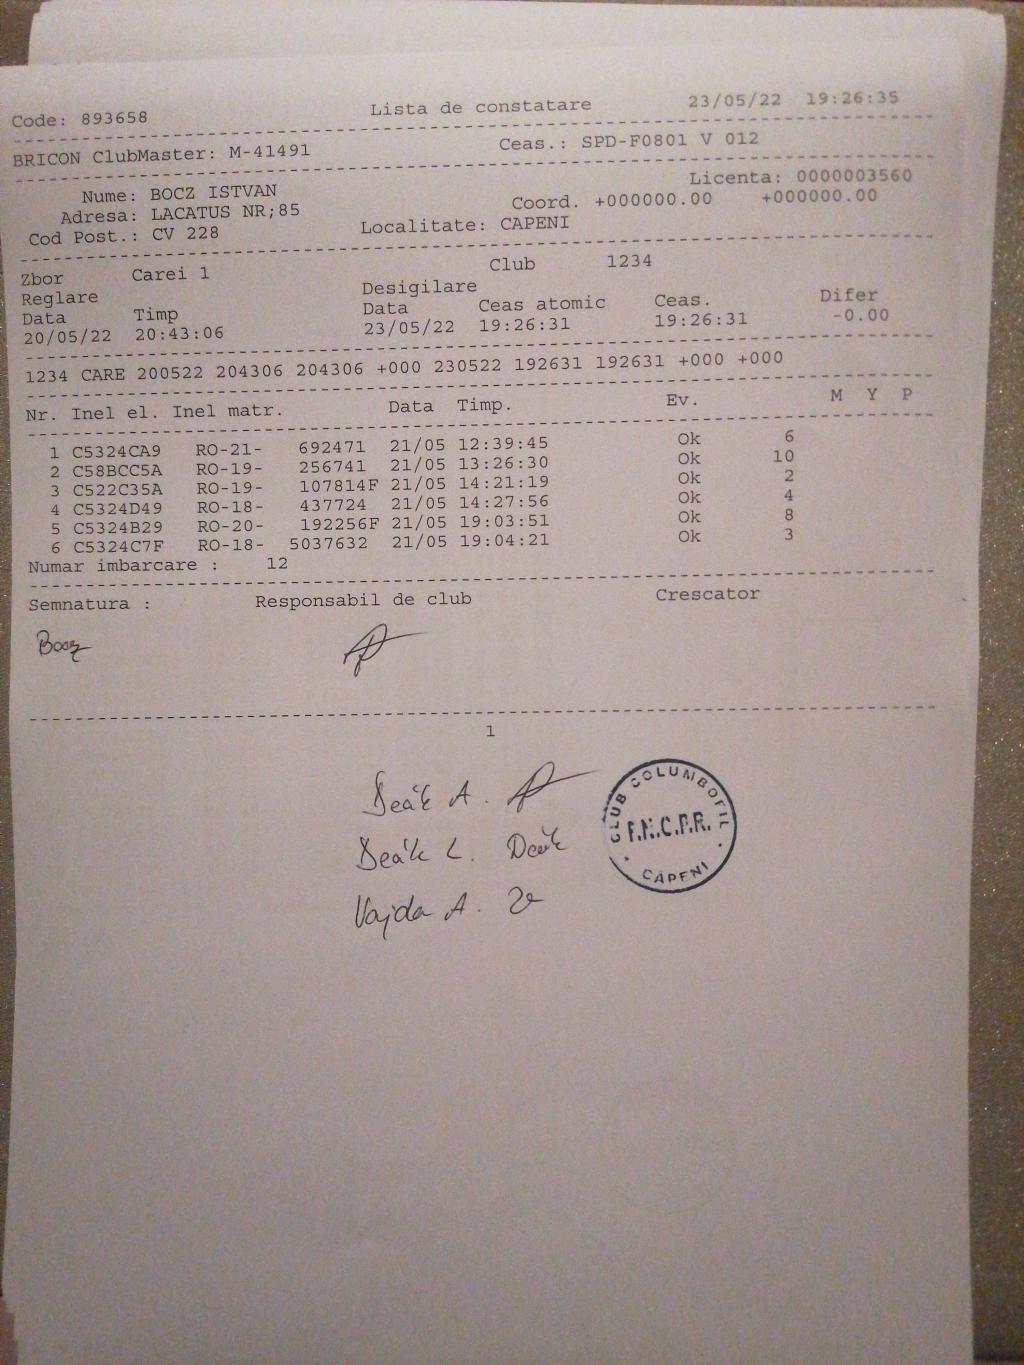 Code: 893658 Lista de constatare 23/05/22 19:26:35
BRICON ClubMaster: M-41491 Ceas.: SPD-F0801 V 012
Licenta: 0000003560
Nume: BOCZ ISTVAN
Adresa: LACATUS NR;85 Coord. +000000.00 +000000.00
Cod Post.: CV 228 Localitate: CAPENI
Zbor Carei 1 Club 1234
Reglare Desigilare
Data Timp Data Ceas atomic Ceas. Difer
20/05/22 20:43:06 23/05/22 19:26:31 19:26:31 -0.00
1234 CARE 200522 204306 204306 +000 230522 192631 192631 +000 +000
Nr. Inel el. Inel matr. Data Timp. Ev. M Y P
1 C5324CA9 RO-21- 692471 21/05 12:39:45 Ok 6
2 C58BCC5A RO-19- 256741 21/05 13:26:30 Ok 10
3 C522C35A RO-19- 107814F 21/05 14:21:19 Ok 2
4 C5324D49 RO-18- 437724 21/05 14:27:56 Ok 4
5 C5324B29 RO-20- 192256F 21/05 19:03:51 Ok 8
6 C5324C7F RO-18- 5037632 21/05 19:04:21 Ok 3
Numar imbarcare : 12
Semnatura : Responsabil de club Crescator
Bocz
1
Deák A.
Deák L. Deák
Vajda A.
CLUB COLUMBOFIL
F.N.C.P.R.
CĂPENI